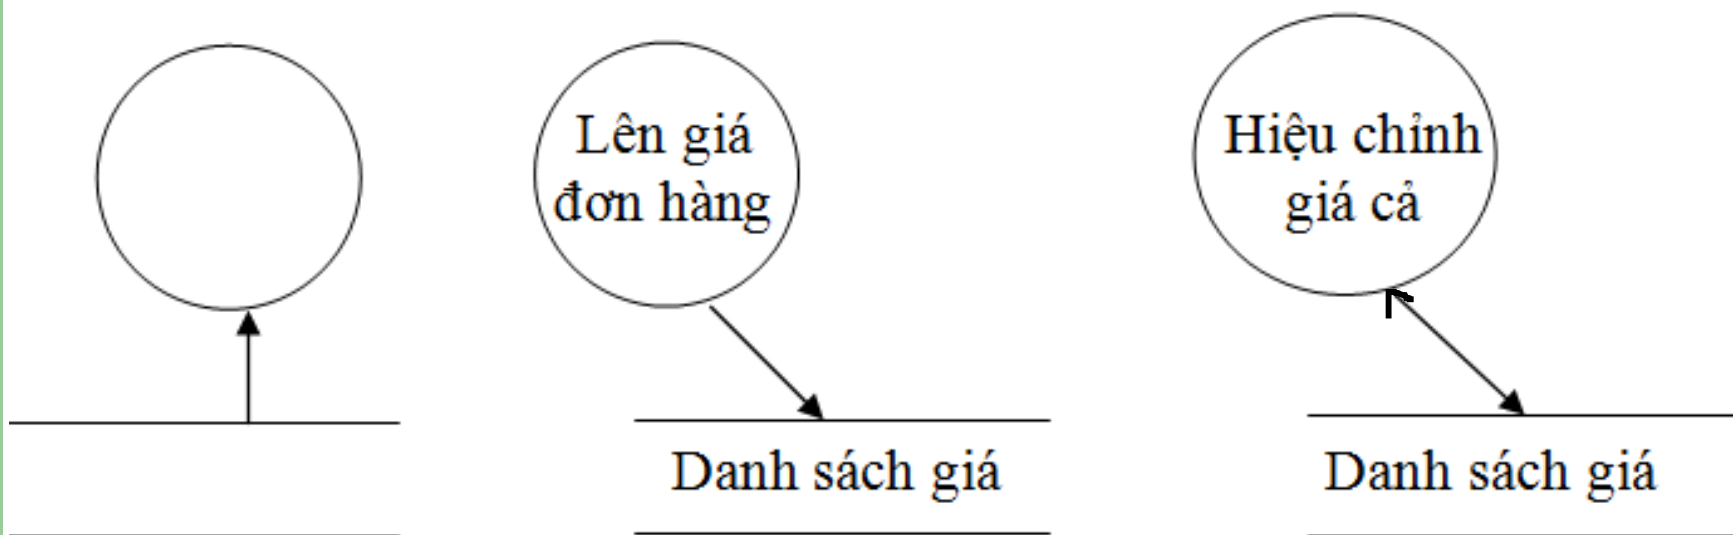 Lên giá
đơn hàng
Hiệu chỉnh
giá cả
Danh sách giá
Danh sách giá